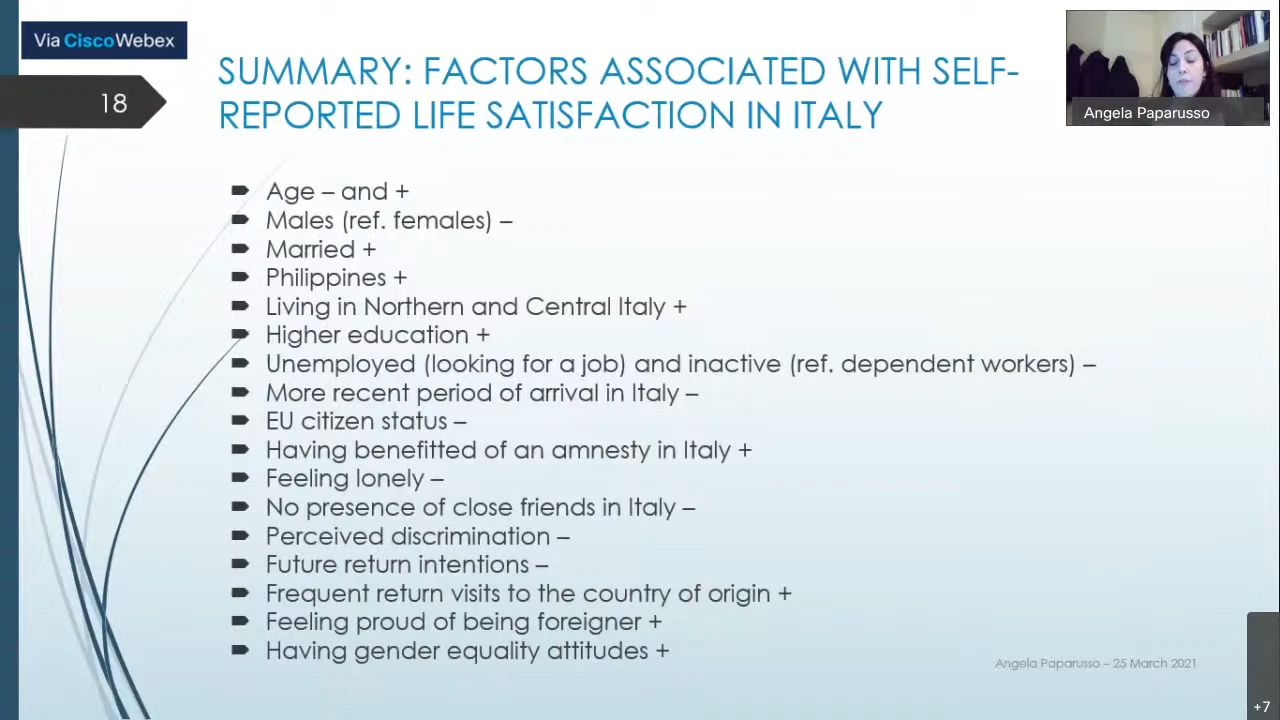 Via Cisco Webex
18
SUMMARY: FACTORS ASSOCIATED WITH SELF-
REPORTED LIFE SATISFACTION IN ITALY
Angela Paparusso
Age – and +
Males (ref. females) –
Married +
Philippines +
Living in Northern and Central Italy +
Higher education +
Unemployed (looking for a job) and inactive (ref. dependent workers) –
More recent period of arrival in Italy –
EU citizen status –
Having benefitted of an amnesty in Italy +
Feeling lonely –
No presence of close friends in Italy –
Perceived discrimination –
Future return intentions –
Frequent return visits to the country of origin +
Feeling proud of being foreigner +
Having gender equality attitudes +
Angela Paparusso – 25 March 2021
+7